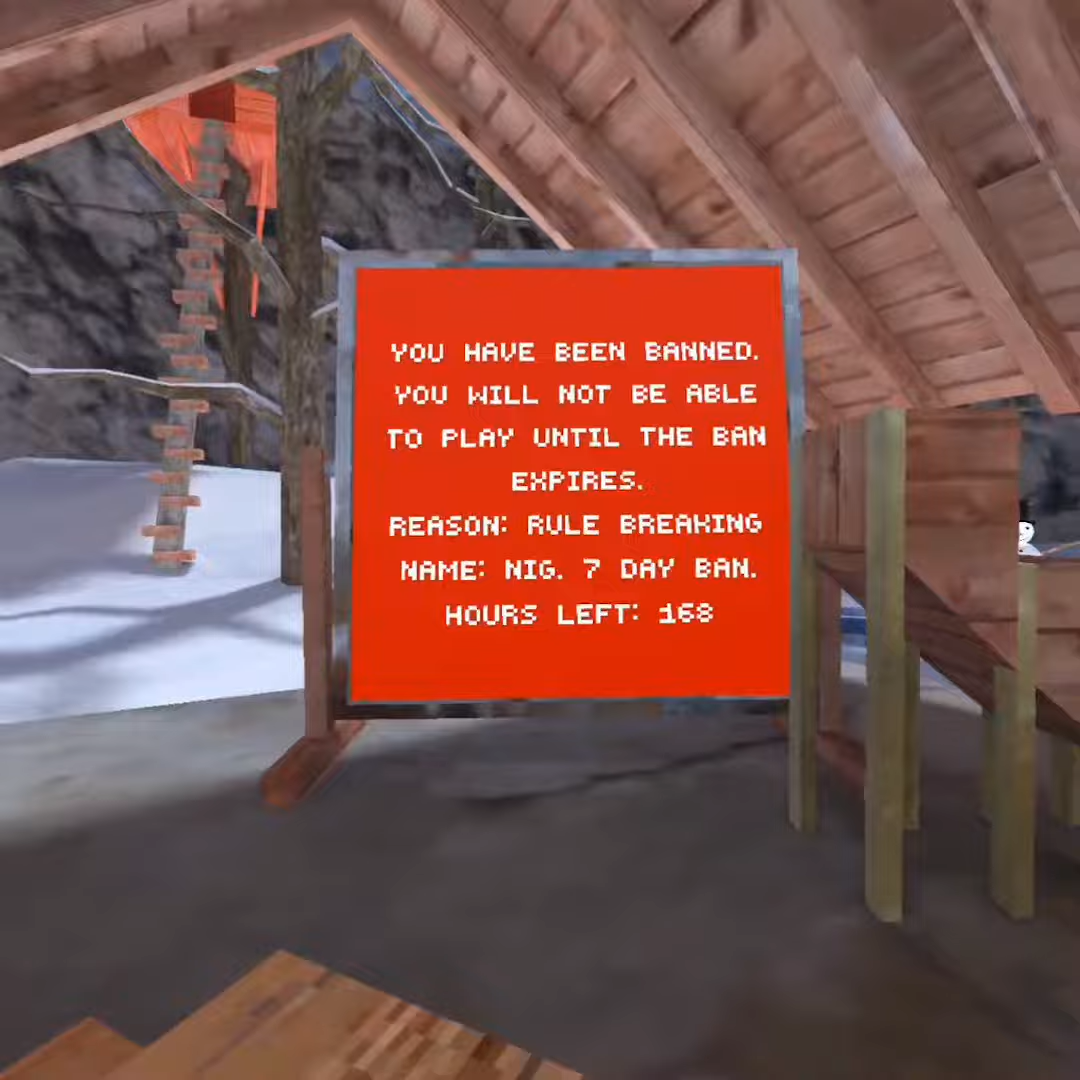 YOU HAVE BEEN BANNED.
YOU WILL NOT BE ABLE
TO PLAY UNTIL THE BAN
EXPIRES.
REASON: RULE BREAKING
NAME: NIG. 7 DAY BAN.
HOURS LEFT: 168